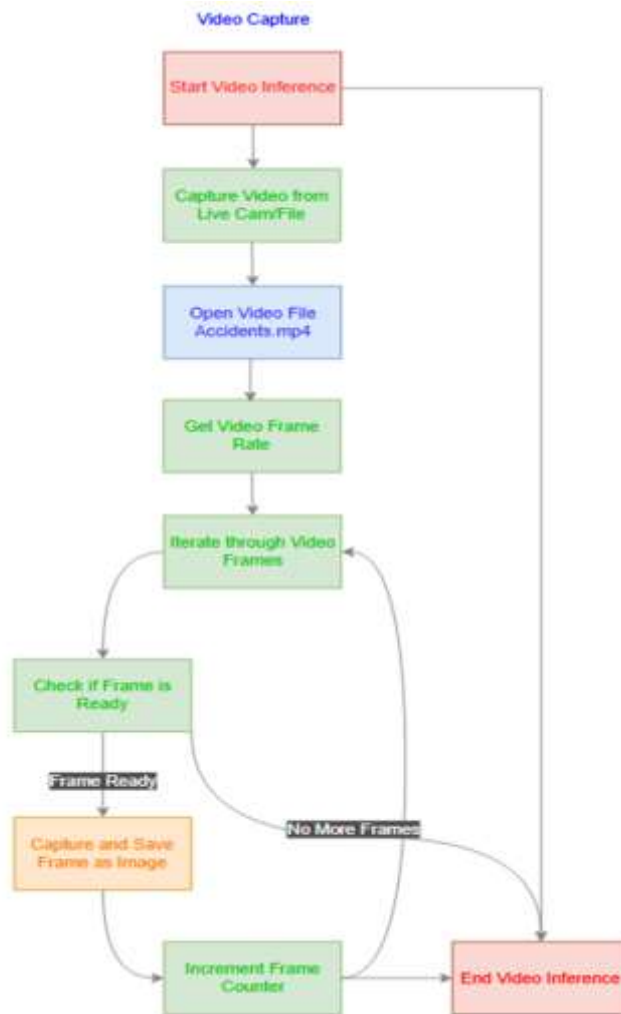 Video Capture
Start Video Inference
Capture Video from
Live Cam/File
Open Video File
Accidents.mp4
Get Video Frame
Rate
Iterate through Video
Frames
Check if Frame is
Ready
Frame Ready
No More Frames
Capture and Save
Frame as Image
Increment Frame
Counter
End Video Inference